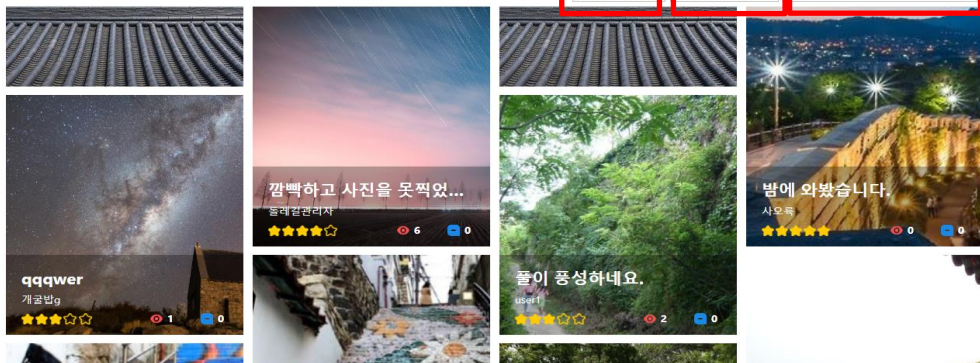 깜빡하고 사진을 못찍었...
둘레길관리자
6
0
밤에 와봤습니다.
사오륙
0
0
qqqwer
개굴밥g
1
0
풀이 풍성하네요.
user1
2
0